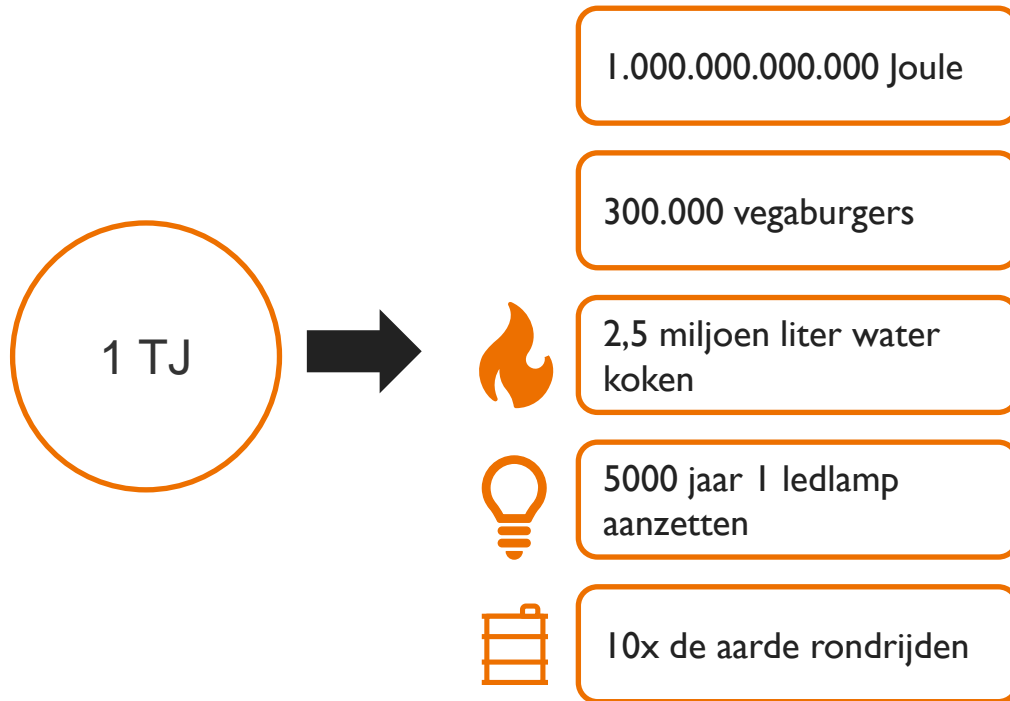 1 TJ
1.000.000.000.000 Joule
300.000 vegaburgers
2,5 miljoen liter water
koken
5000 jaar 1 ledlamp
aanzetten
10x de aarde rondrijden